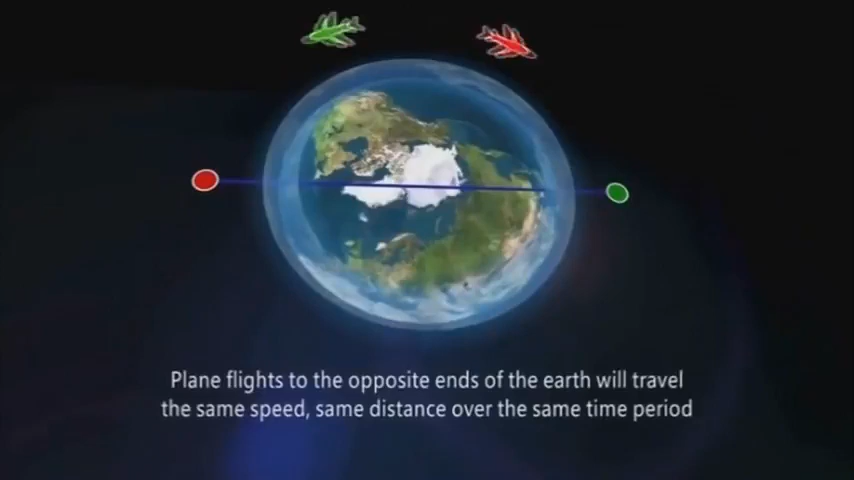 Plane flights to the opposite ends of the earth will travel
the same speed, same distance over the same time period